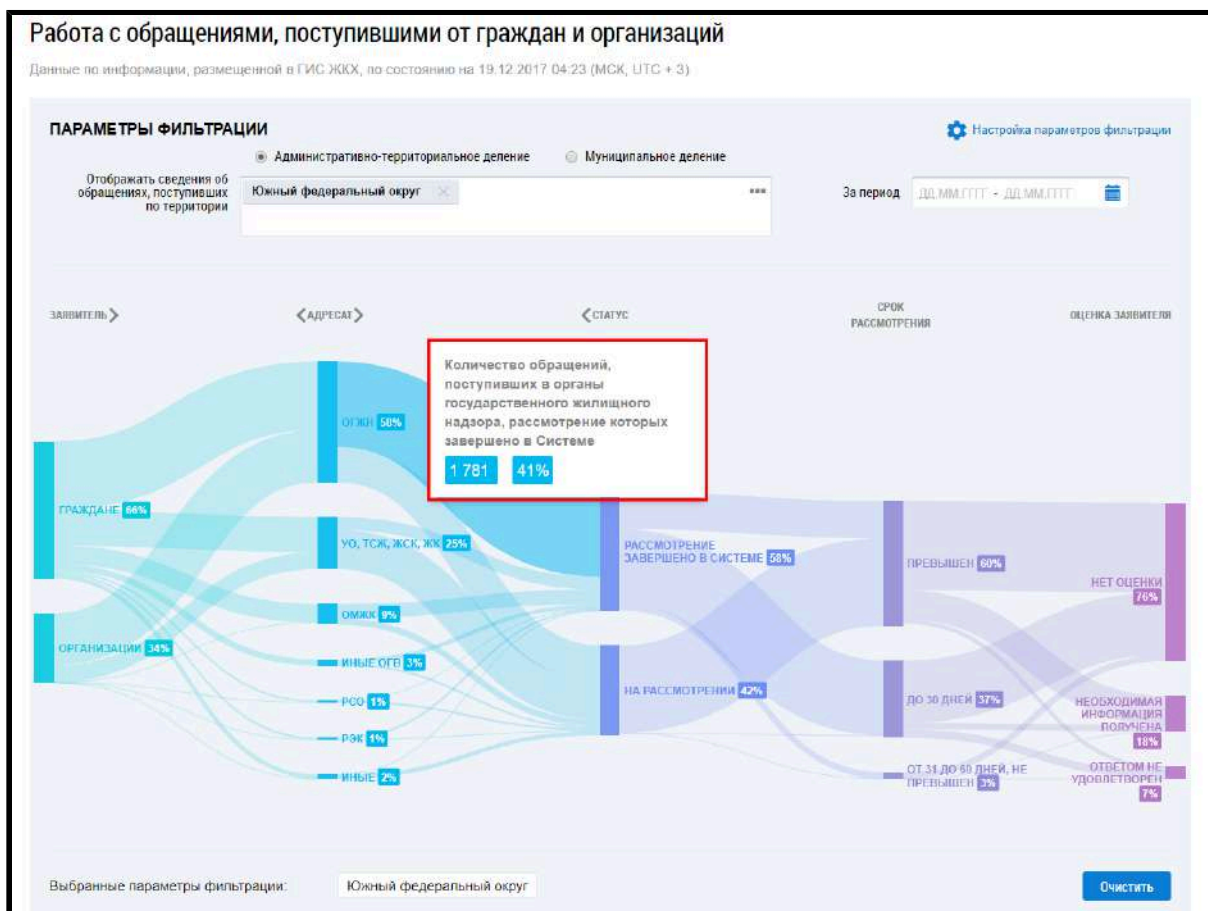 Работа с обращениями, поступившими от граждан и организаций
Данные по информации, размещенной в ГИС ЖКХ, по состоянию на 19.12.2017 04:23 (МСК, UTC + 3)
ПАРАМЕТРЫ ФИЛЬТРАЦИИ
Настройка параметров фильтрации
Административно-территориальное деление
Муниципальное деление
Отображать сведения об
обращениях, поступивших
по территории
Южный федеральный округ
За период
ДД.ММ.ГГГГ - ДД.ММ.ГГГГ
ЗАЯВИТЕЛЬ
АДРЕСАТ
СТАТУС
СРОК
РАССМОТРЕНИЯ
ОЦЕНКА ЗАЯВИТЕЛЯ
Количество обращений,
поступивших в органы
государственного жилищного
надзора, рассмотрение которых
завершено в Системе
1 781 41%
ОГЖН 58%
ГРАЖДАНЕ 66%
УО, ТСЖ, ЖСК, ЖК 25%
РАССМОТРЕНИЕ
ЗАВЕРШЕНО В СИСТЕМЕ 58%
ПРЕВЫШЕН 60%
НЕТ ОЦЕНКИ
76%
ОМЖК 9%
ОРГАНИЗАЦИИ 34%
ИНЫЕ ОГВ 3%
НА РАССМОТРЕНИИ 42%
ДО 30 ДНЕЙ 37%
РСО 1%
НЕОБХОДИМАЯ
ИНФОРМАЦИЯ
ПОЛУЧЕНА
18%
РЭК 1%
ИНЫЕ 2%
ОТ 31 ДО 60 ДНЕЙ, НЕ
ПРЕВЫШЕН 3%
ОТВЕТОМ НЕ
УДОВЛЕТВОРЕН
7%
Выбранные параметры фильтрации:
Южный федеральный округ
Очистить